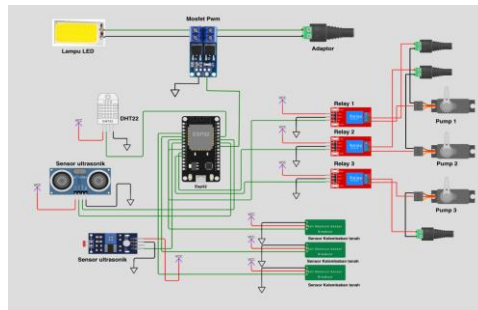 Mosfet Pwm
Lampu LED
Adaptor
DHT22
ESP32
Relay 1
Pump 1
Relay 2
Sensor ultrasonik
Pump 2
Relay 3
Pump 3
Sensor Kelembaban tanah
Sensor ultrasonik
Sensor Kelembaban tanah
Sensor Kelembaban tanah